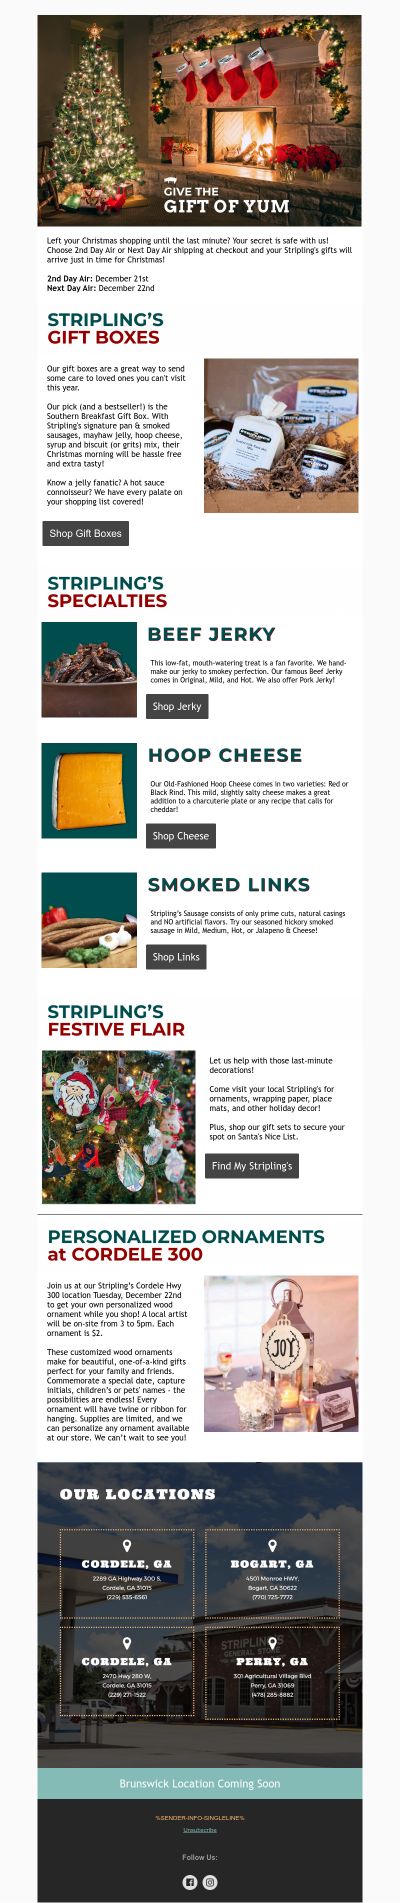 GIVE THE
GIFT OF YUM
Left your Christmas shopping until the last minute? Your secret is safe with us!
Choose 2nd Day Air or Next Day Air shipping at checkout and your Stripling's gifts will
arrive just in time for Christmas!
2nd Day Air: December 21st
Next Day Air: December 22nd
STRIPLING'S
GIFT BOXES
Our gift boxes are a great way to send
some care to loved ones you can't visit
this year.
Our pick (and a bestseller!) is the
Southern Breakfast Gift Box. With
Stripling's signature pan & smoked
sausages, mayhaw jelly, hoop cheese,
syrup and biscuit (or grits) mix, their
Christmas morning will be hassle free
and extra tasty!
Know a jelly fanatic? A hot sauce
connoisseur? We have every palate on
your shopping list covered!
Shop Gift Boxes
STRIPLING'S
SPECIALTIES
BEEF JERKY
This low-fat, mouth-watering treat is a fan favorite. We hand-
make our jerky to smokey perfection. Our famous Beef Jerky
comes in Original, Mild, and Hot. We also offer Pork Jerky!
Shop Jerky
HOOP CHEESE
Our Old-Fashioned Hoop Cheese comes in two varieties: Red or
Black Rind. This mild, slightly salty cheese makes a great
addition to a charcuterie plate or any recipe that calls for
cheddar!
Shop Cheese
SMOKED LINKS
Stripling's Sausage consists of only prime cuts, natural casings
and NO artificial flavors. Try our seasoned hickory smoked
sausage in Mild, Medium, Hot, or Jalapeno & Cheese!
Shop Links
STRIPLING'S
FESTIVE FLAIR
Let us help with those last-minute
decorations!
Come visit your local Stripling's for
ornaments, wrapping paper, place
mats, and other holiday decor!
Plus, shop our gift sets to secure your
spot on Santa's Nice List.
Find My Stripling's
PERSONALIZED ORNAMENTS
at CORDELE 300
Join us at our Stripling's Cordele Hwy
300 location Tuesday, December 22nd
to get your own personalized wood
ornament while you shop! A local artist
will be on-site from 3 to 5pm. Each
ornament is $2.
These customized wood ornaments
make for beautiful, one-of-a-kind gifts
perfect for your family and friends.
Commemorate a special date, capture
initials, children's or pets' names - the
possibilities are endless! Every
ornament will have twine or ribbon for
hanging. Supplies are limited, and we
can personalize any ornament available
at our store. We can't wait to see you!
JOY
OUR LOCATIONS
CORDELE, GA
2289 GA Highway 300 S,
Cordele, GA 31015
(229) 535-6561
BOGART, GA
4501 Monroe HWY,
Bogart, GA 30622
(770) 725-7772
CORDELE, GA
2470 Hwy 280 W,
Cordele, GA 31015
(229) 271-1522
PERRY, GA
301 Agricultural Village Blvd
Perry, GA 31069
(478) 285-8882
STRIPLING'S
GENERAL STORE
Brunswick Location Coming Soon
%SENDER-INFO-SINGLELINE%
Unsubscribe
Follow Us: